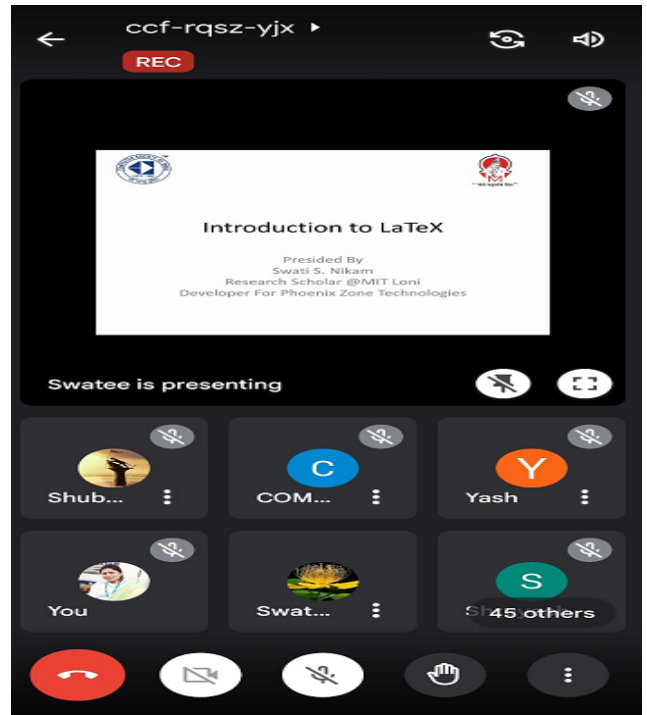 ccf-rqsz-yjx
REC
Introduction to LaTeX
Presided By
Swati S. Nikam
Research Scholar @MIT Loni
Developer For Phoenix Zone Technologies
Swatee is presenting
Shub...
C
COM...
Y
Yash
You
Swat...
S
45 others